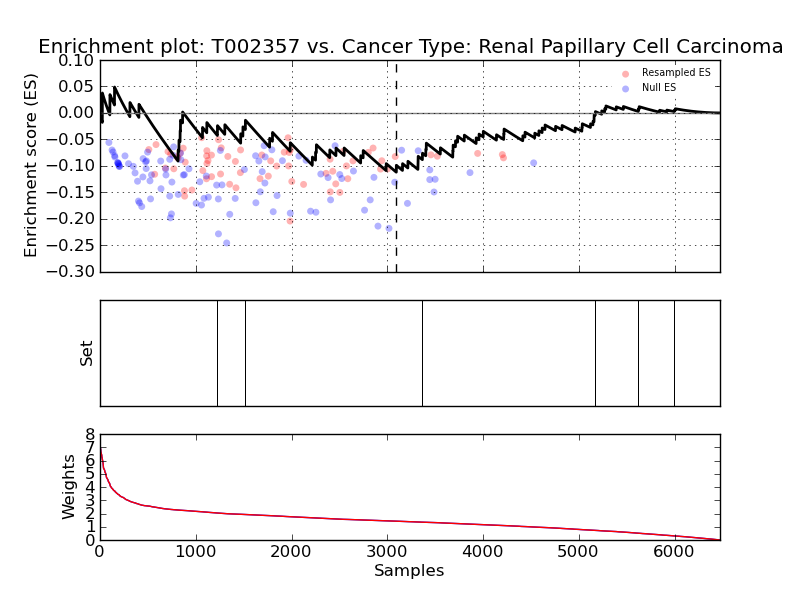 Enrichment plot: T002357 vs. Cancer Type: Renal Papillary Cell Carcinoma
Enrichment score (ES)
0.10
0.05
0.00
−0.05
−0.10
−0.15
−0.20
−0.25
−0.30
Resampled ES
Null ES
Set
Weights
8
7
6
5
4
3
2
1
0
0 1000 2000 3000 4000 5000 6000
Samples